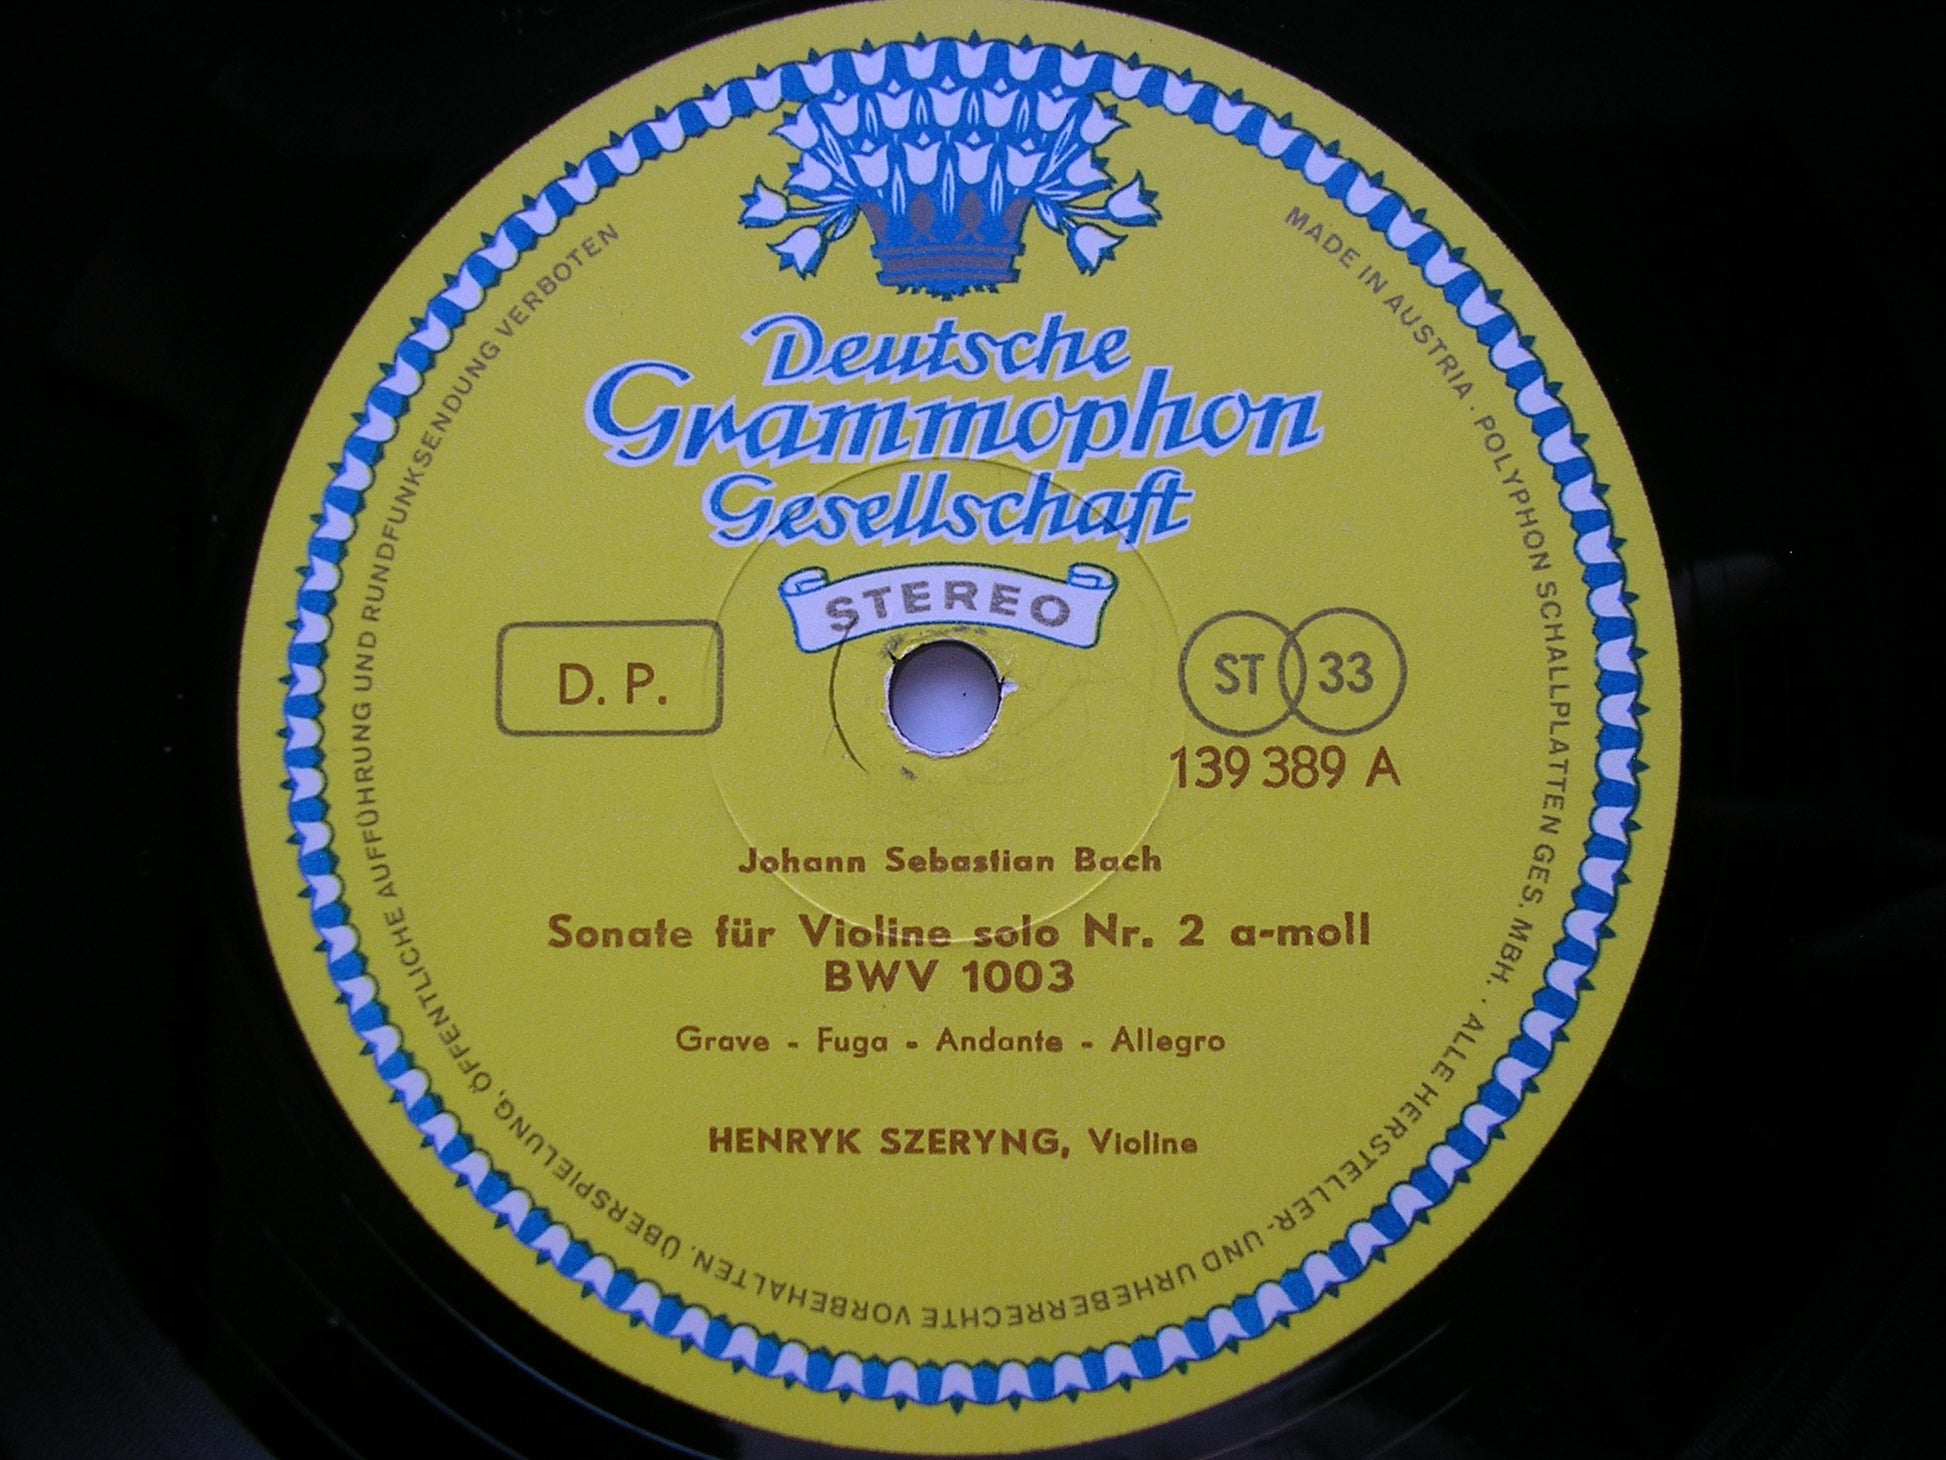 Deutsche
Grammophon
Gesellschaft
STEREO
D. P.
ST 33
139 389 A
Johann Sebastian Bach
Sonate für Violine solo Nr. 2 a-moll
BWV 1003
Grave - Fuga - Andante - Allegro
HENRYK SZERYNG, Violine
MADE IN AUSTRIA · POLYPHON SCHALLPLATTEN GES. MBH. · ALLE HERSTELLER- UND URHEBERRECHTE VORBEHALTEN. ÜBERSPIELUNG, ÖFFENTLICHE AUFFÜHRUNG UND RUNDFUNKSENDUNG VERBOTEN